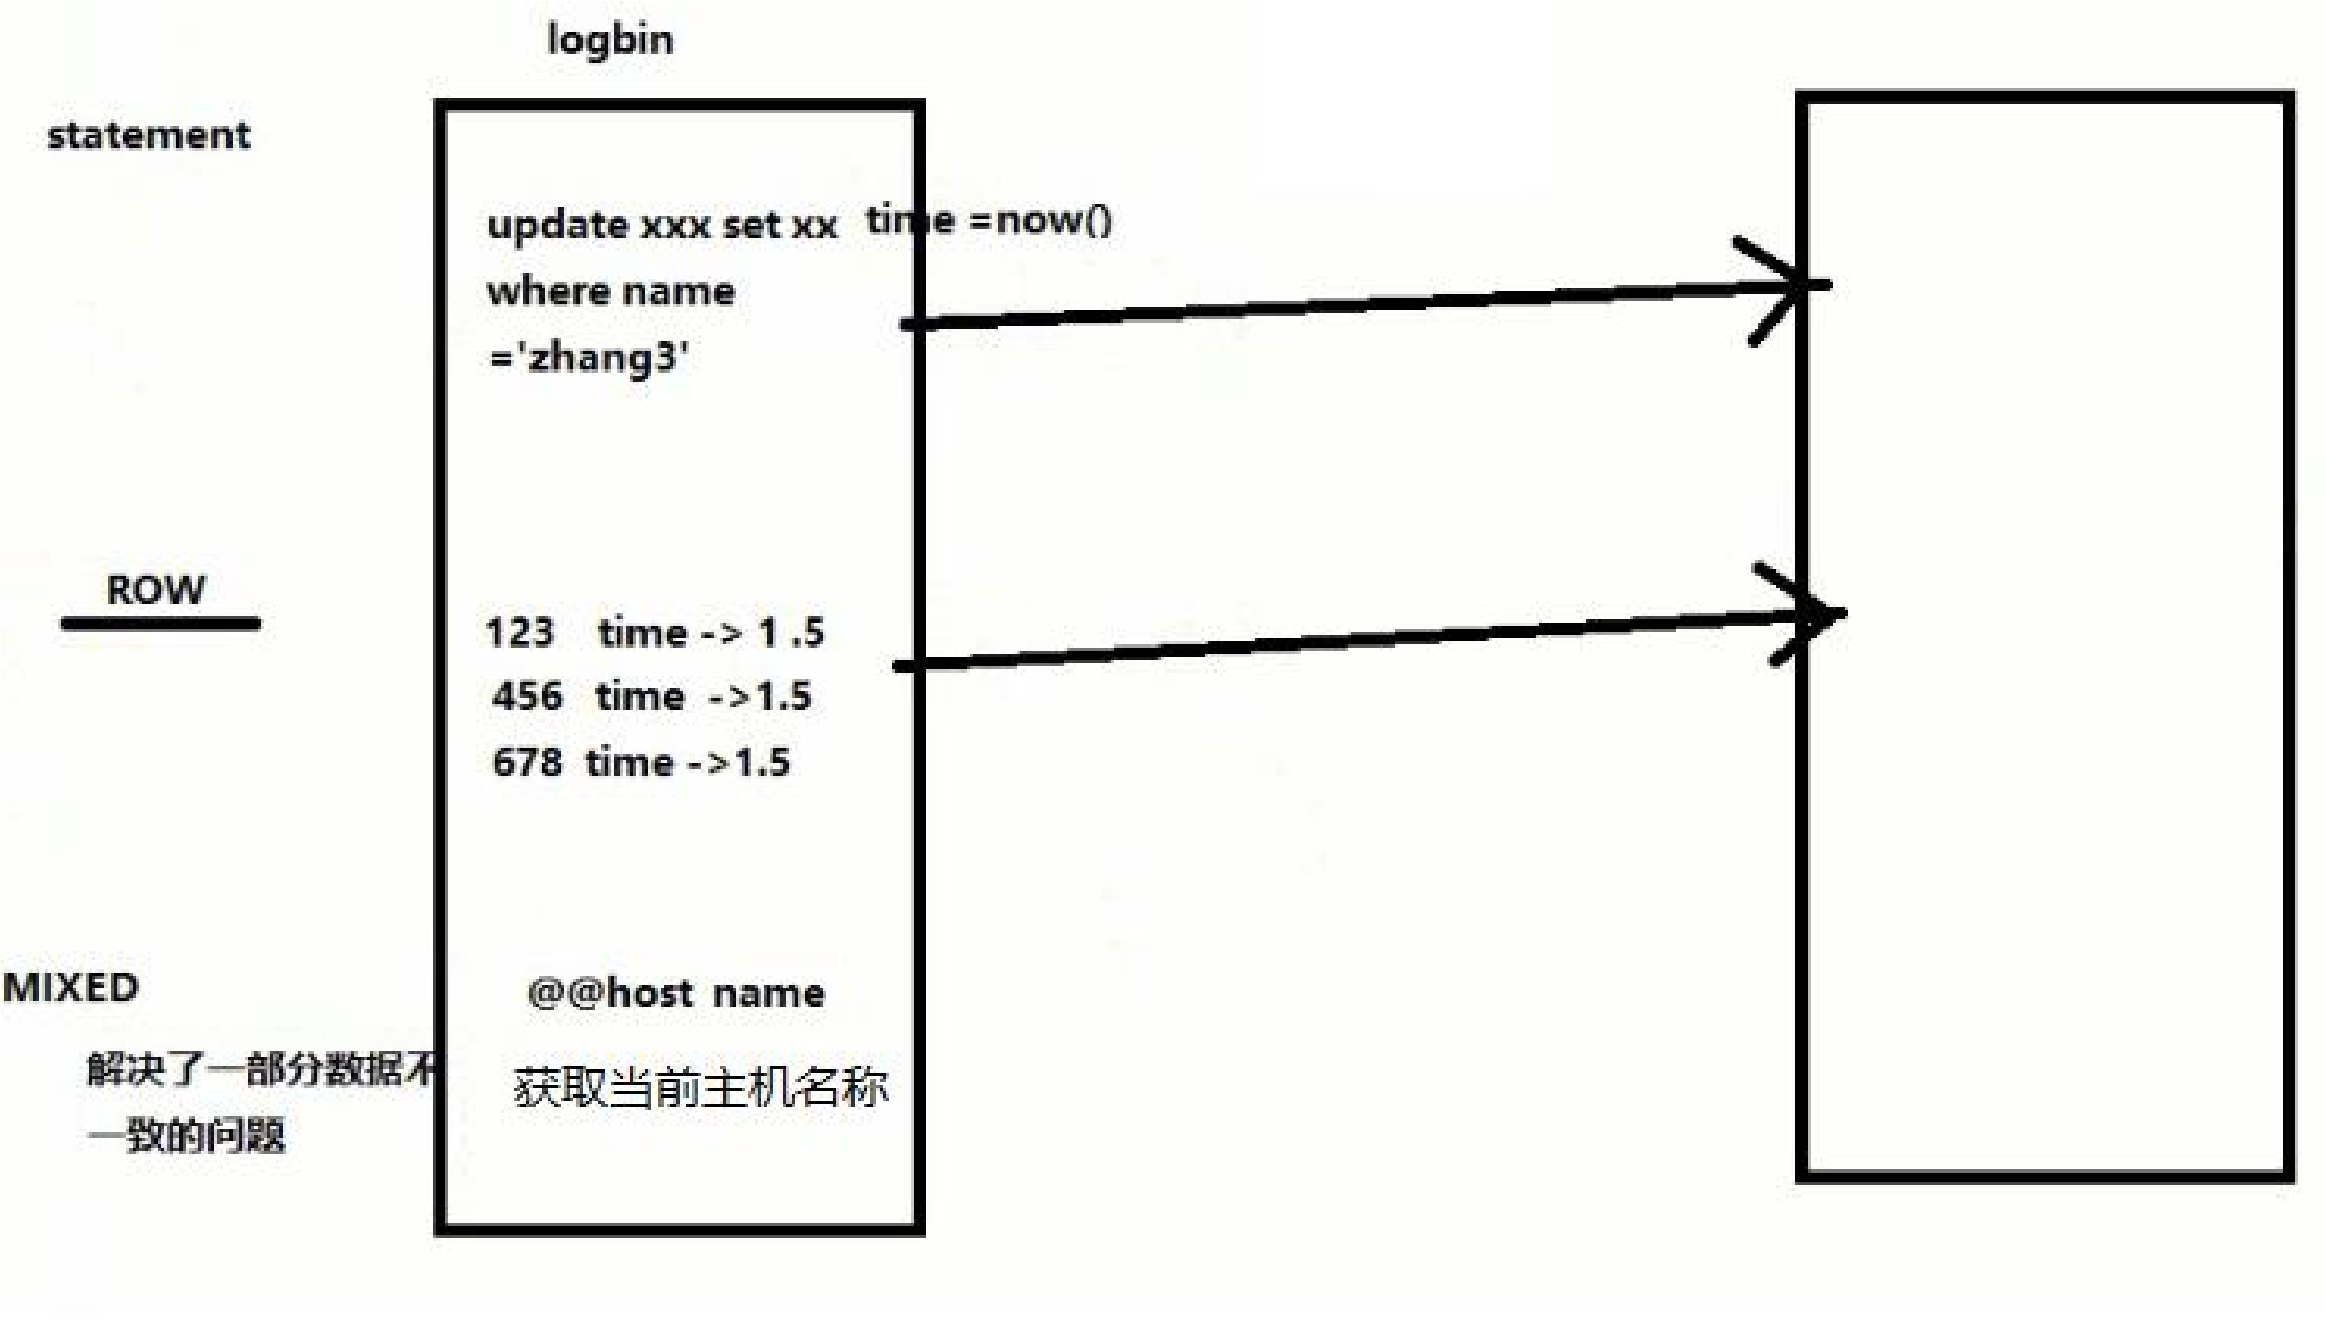 logbin
statement
update xxx set xx time =now()
where name
='zhang3'
ROW
123 time -> 1 .5
456 time ->1.5
678 time ->1.5
MIXED
@@host name
解决了一部分数据不
一致的问题
获取当前主机名称